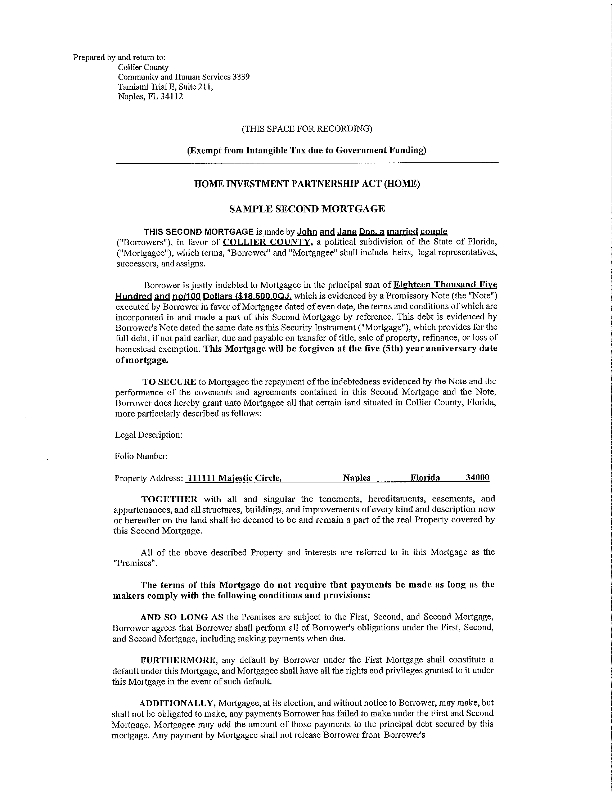 Prepared by and return to:
Collier County
Community and Human Services 3339
Tamiami Trial E, Suite 211,
Naples, FL 34112
(THIS SPACE FOR RECORDING)
(Exempt from Intangible Tax due to Government Funding)
HOME INVESTMENT PARTNERSHIP ACT (HOME)
SAMPLE SECOND MORTGAGE
THIS SECOND MORTGAGE is made by John and Jane Doe, a married couple
("Borrowers"), in favor of COLLIER COUNTY, a political subdivision of the State of Florida,
("Mortgagee"), which terms, "Borrower" and "Mortgagee" shall include heirs, legal representatives,
successors, and assigns.
Borrower is justly indebted to Mortgagee in the principal sum of Eighteen Thousand Five
Hundred and no/100 Dollars ($18,500.00), which is evidenced by a Promissory Note (the "Note")
executed by Borrower in favor of Mortgagee dated of even date, the terms and conditions of which are
incorporated in and made a part of this Second Mortgage by reference. This debt is evidenced by
Borrower's Note dated the same date as this Security Instrument ("Mortgage"), which provides for the
full debt, if not paid earlier, due and payable on transfer of title, sale of property, refinance, or loss of
homestead exemption. This Mortgage will be forgiven at the five (5th) year anniversary date
of mortgage.
TO SECURE to Mortgagee the repayment of the indebtedness evidenced by the Note and the
performance of the covenants and agreements contained in this Second Mortgage and the Note.
Borrower does hereby grant unto Mortgagee all that certain land situated in Collier County, Florida,
more particularly described as follows:
Legal Description:
Folio Number:
Property Address: 111111 Majestic Circle, Naples Florida 34000
TOGETHER with all and singular the tenements, hereditaments, easements, and
appurtenances, and all structures, buildings, and improvements of every kind and description now
or hereafter on the land shall be deemed to be and remain a part of the real Property covered by
this Second Mortgage.
All of the above described Property and interests are referred to in this Mortgage as the
"Premises".
The terms of this Mortgage do not require that payments be made as long as the
makers comply with the following conditions and provisions:
AND SO LONG AS the Premises are subject to the First, Second, and Second Mortgage,
Borrower agrees that Borrower shall perform all of Borrower's obligations under the First, Second,
and Second Mortgage, including making payments when due.
FURTHERMORE, any default by Borrower under the First Mortgage shall constitute a
default under this Mortgage, and Mortgagee shall have all the rights and privileges granted to it under
this Mortgage in the event of such default.
ADDITIONALLY, Mortgagee, at its election, and without notice to Borrower, may make, but
shall not be obligated to make, any payments Borrower has failed to make under the First and Second
Mortgage. Mortgagee may add the amount of those payments to the principal debt secured by this
mortgage. Any payment by Mortgagee shall not release Borrower from Borrower's